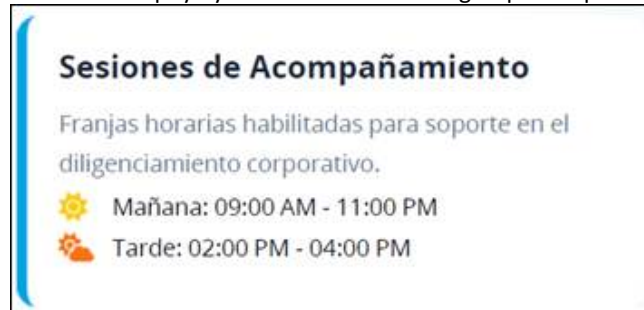 Sesiones de Acompañamiento
Franjas horarias habilitadas para soporte en el
diligenciamiento corporativo.
Mañana: 09:00 AM - 11:00 PM
Tarde: 02:00 PM - 04:00 PM